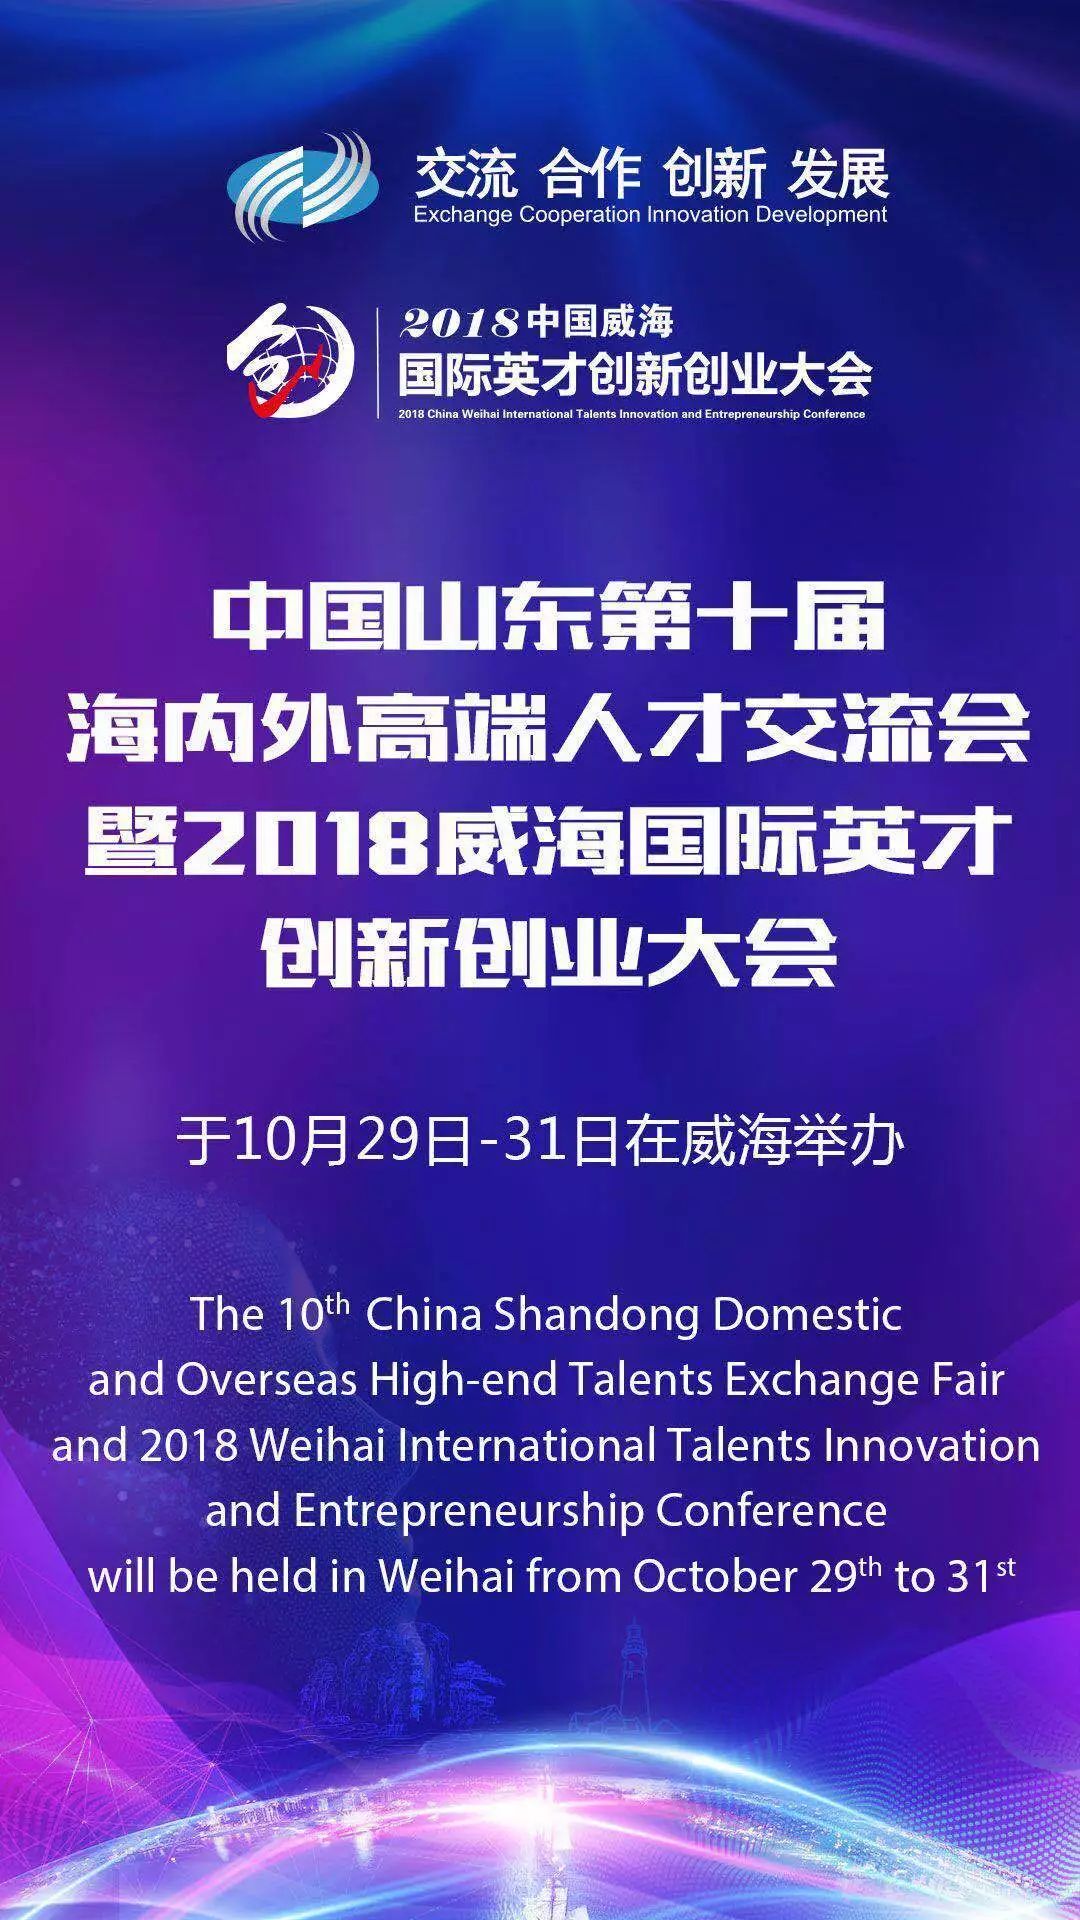 交流 合作 创新 发展
Exchange Cooperation Innovation Development
2018中国威海
国际英才创新创业大会
2018 China Weihai International Talents Innovation and Entrepreneurship Conference
中国山东第十届
海内外高端人才交流会
暨2018威海国际英才
创新创业大会
于10月29日-31日在威海举办
The 10th China Shandong Domestic
and Overseas High-end Talents Exchange Fair
and 2018 Weihai International Talents Innovation
and Entrepreneurship Conference
will be held in Weihai from October 29th to 31st